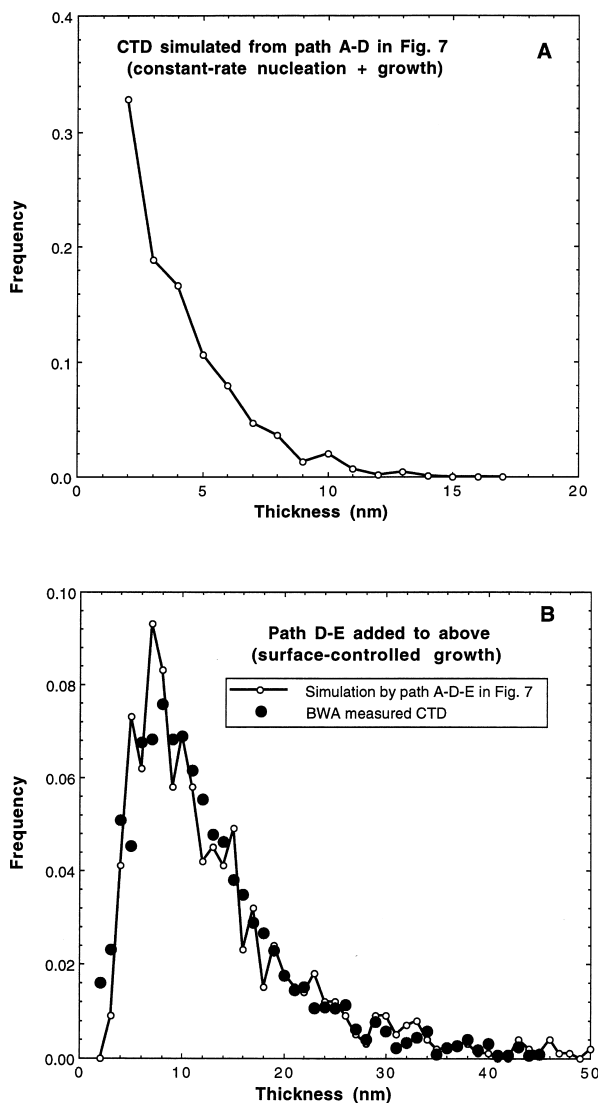 0.4
CTD simulated from path A-D in Fig. 7
(constant-rate nucleation + growth)
A
0.3
0.2
0.1
0.0
Frequency
0 5 10 15 20
Thickness (nm)
0.10
B
Path D-E added to above
(surface-controlled growth)
Simulation by path A-D-E in Fig. 7
BWA measured CTD
0.08
0.06
0.04
0.02
0.00
Frequency
0 10 20 30 40 50
Thickness (nm)